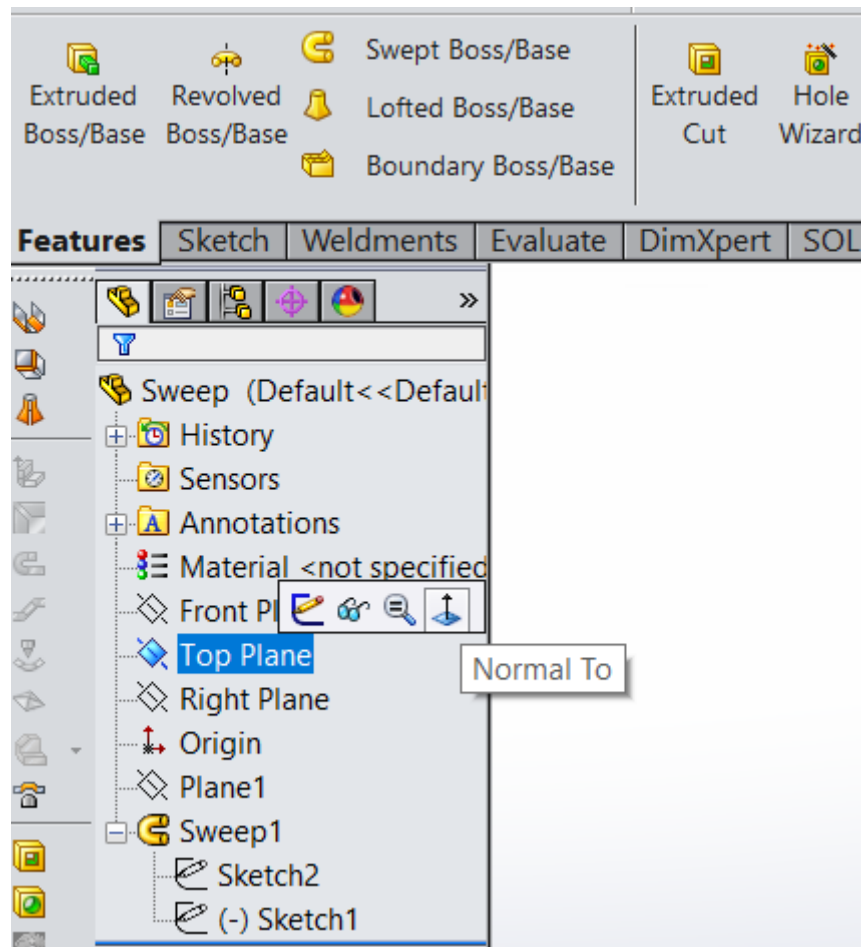 Extruded Boss/Base
Revolved Boss/Base
Swept Boss/Base
Lofted Boss/Base
Boundary Boss/Base
Extruded Cut
Hole Wizard
Features
Sketch
Weldments
Evaluate
DimXpert
SOL
Sweep (Default<<Default
History
Sensors
A Annotations
Material <not specified
Front Pl
Top Plane
Normal To
Right Plane
Origin
Plane1
Sweep1
Sketch2
(-) Sketch1